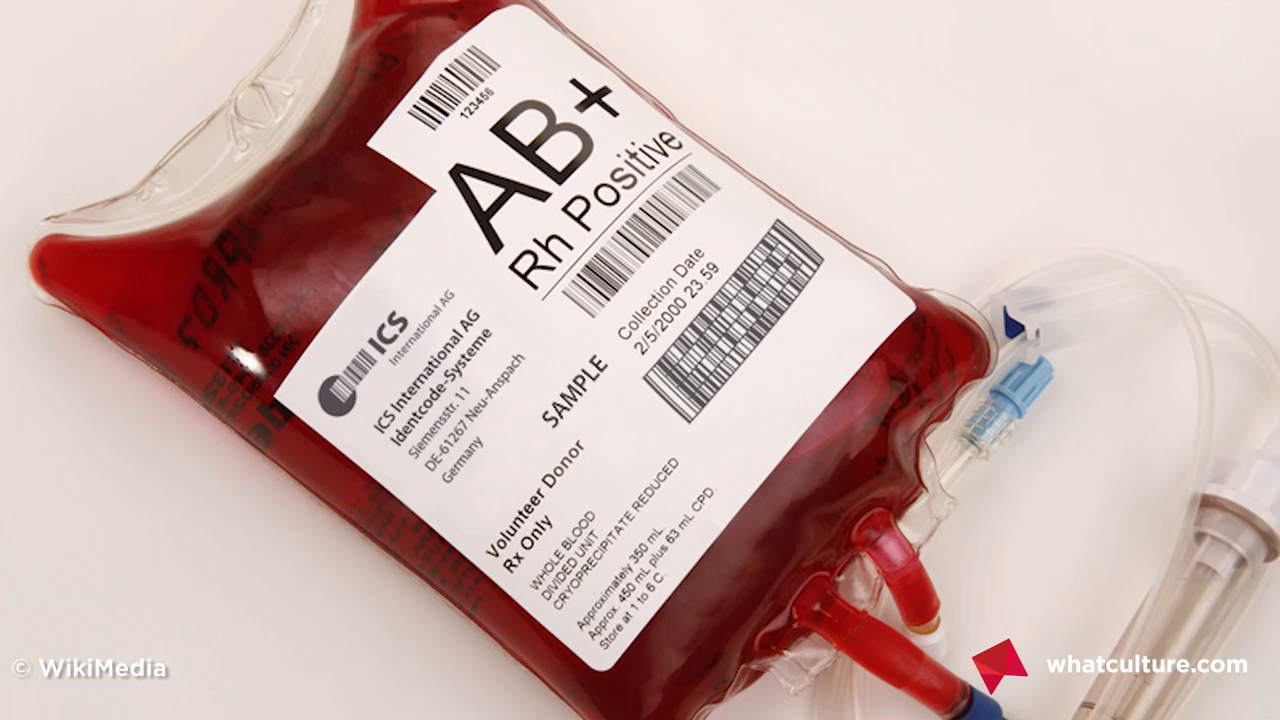 123456
AB+
Rh Positive
Collection Date
2/5/2000 23.59
ICS
International AG
ICS International AG
Identcode-Systeme
Siemensstr. 11
DE-61267 Neu-Anspach
Germany
SAMPLE
Volunteer Donor
Rx Only
WHOLE BLOOD
DIVIDED UNIT
CRYOPRECIPITATE REDUCED
Approximately 350 mL.
Approx. 450 mL plus 63 mL CPD.
Store at 1 to 6 C.
© WikiMedia
whatculture.com